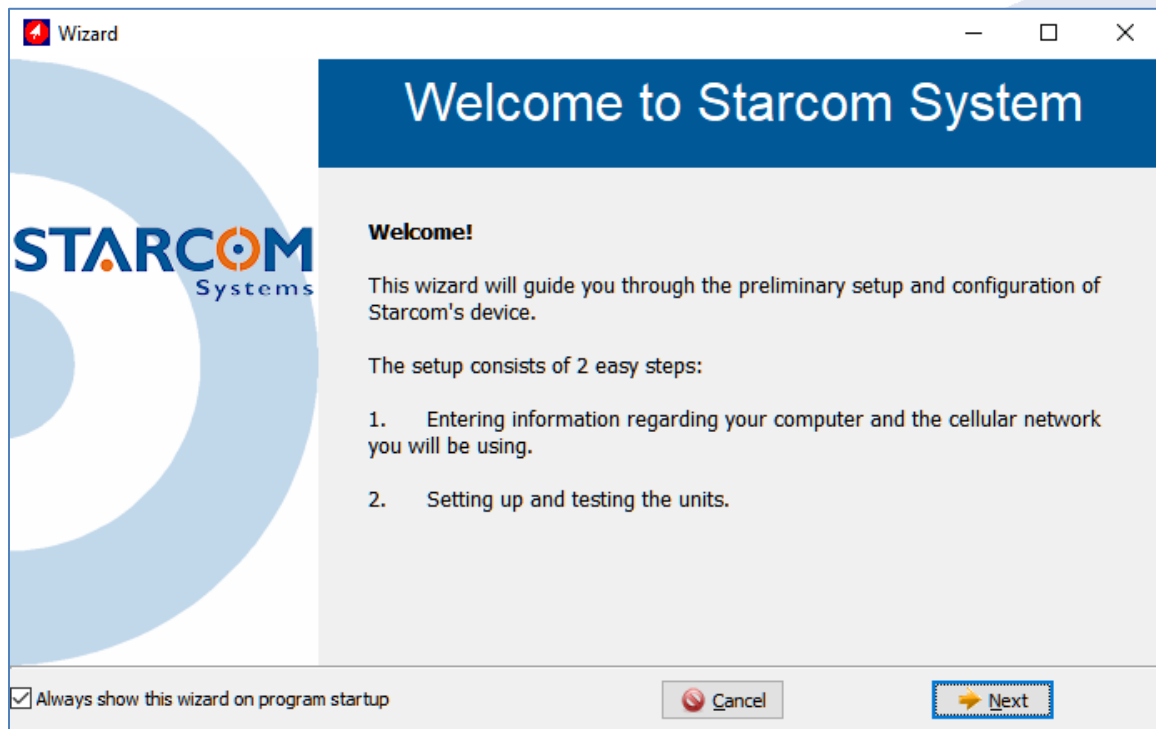 Wizard
Welcome to Starcom System
STARCOM
Systems
Welcome!
This wizard will guide you through the preliminary setup and configuration of
Starcom's device.
The setup consists of 2 easy steps:
1. Entering information regarding your computer and the cellular network
you will be using.
2. Setting up and testing the units.
Always show this wizard on program startup
Cancel
Next